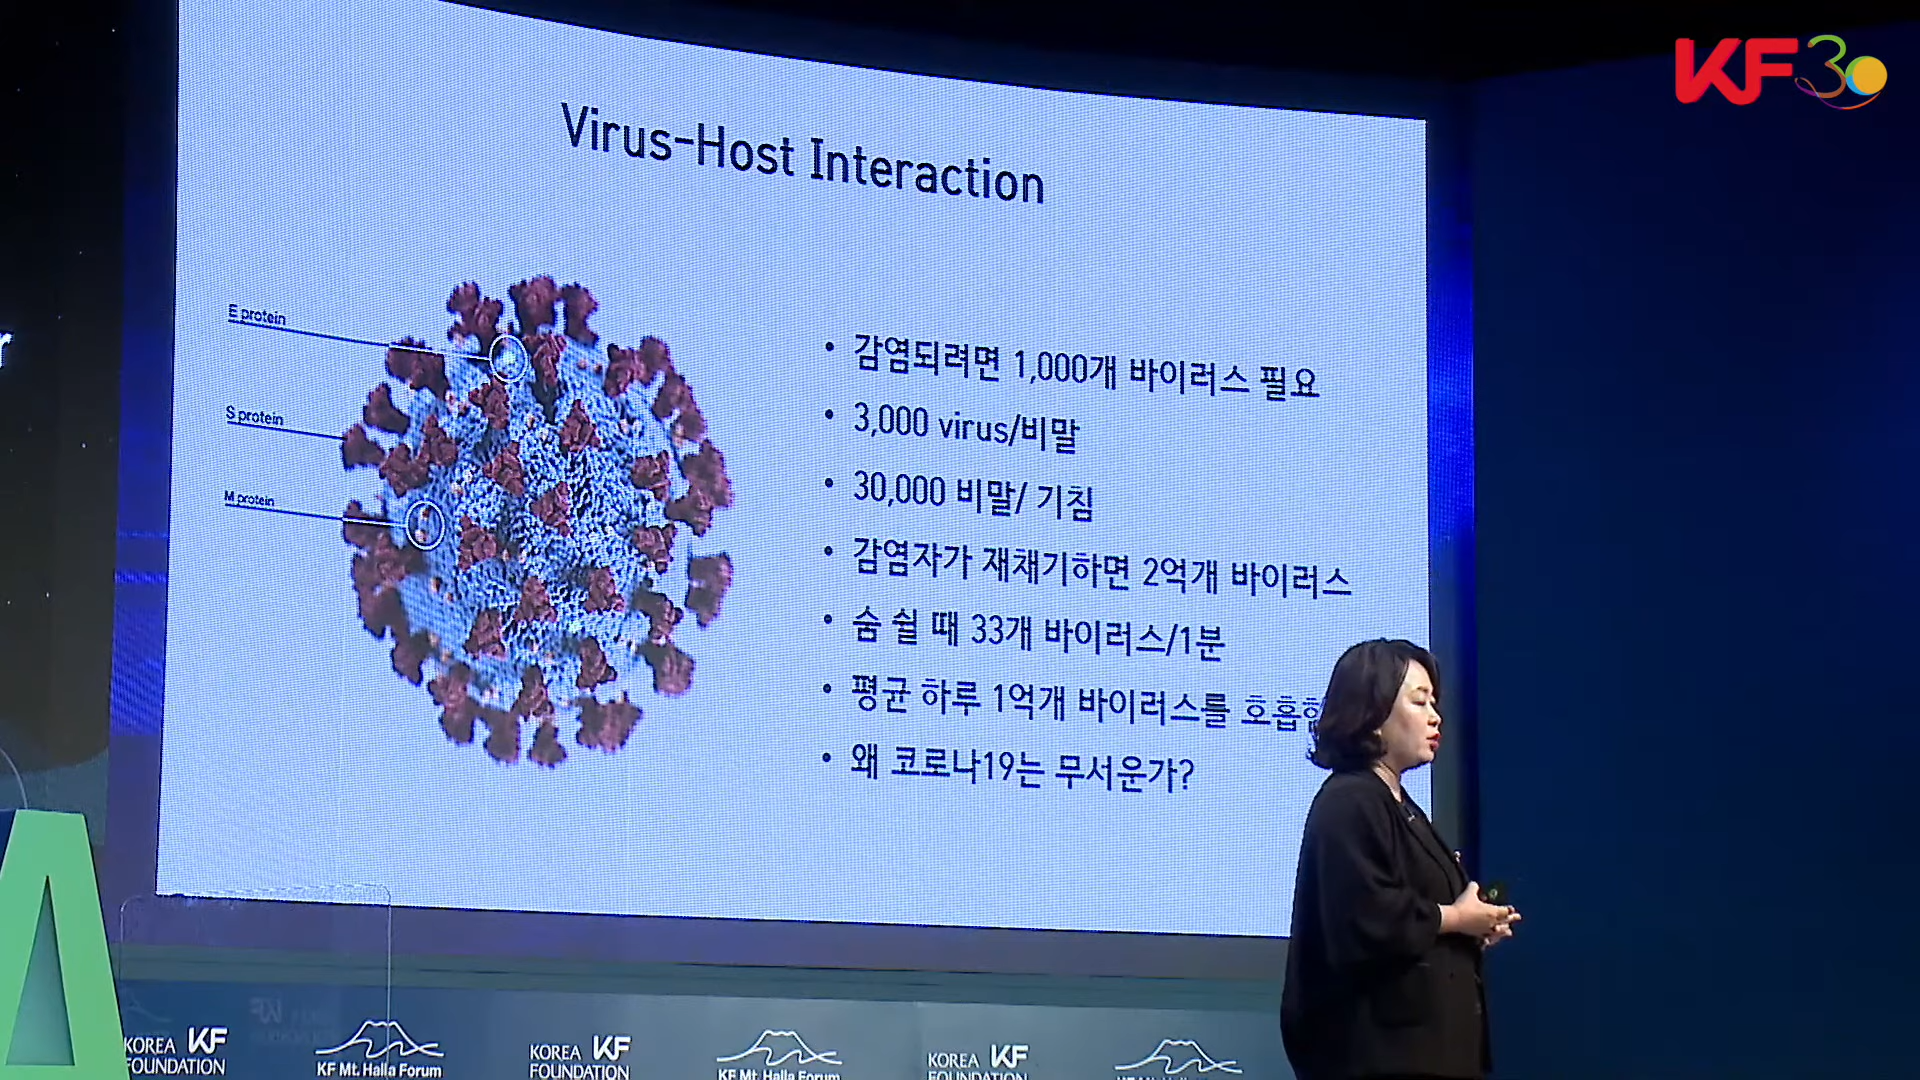 KF30
Virus-Host Interaction
E protein
S protein
M protein
• 감염되려면 1,000개 바이러스 필요
• 3,000 virus/비말
• 30,000 비말/ 기침
• 감염자가 재채기하면 2억개 바이러스
• 숨 쉴 때 33개 바이러스/1분
• 평균 하루 1억개 바이러스를
• 왜 코로나19는 무서운가?
r
A
KOREA KF
FOUNDATION
KF Mt. Halla Forum
KOREA KF
FOUNDATION
KF Mt. Halla Forum
KOREA KF
FOUNDATION